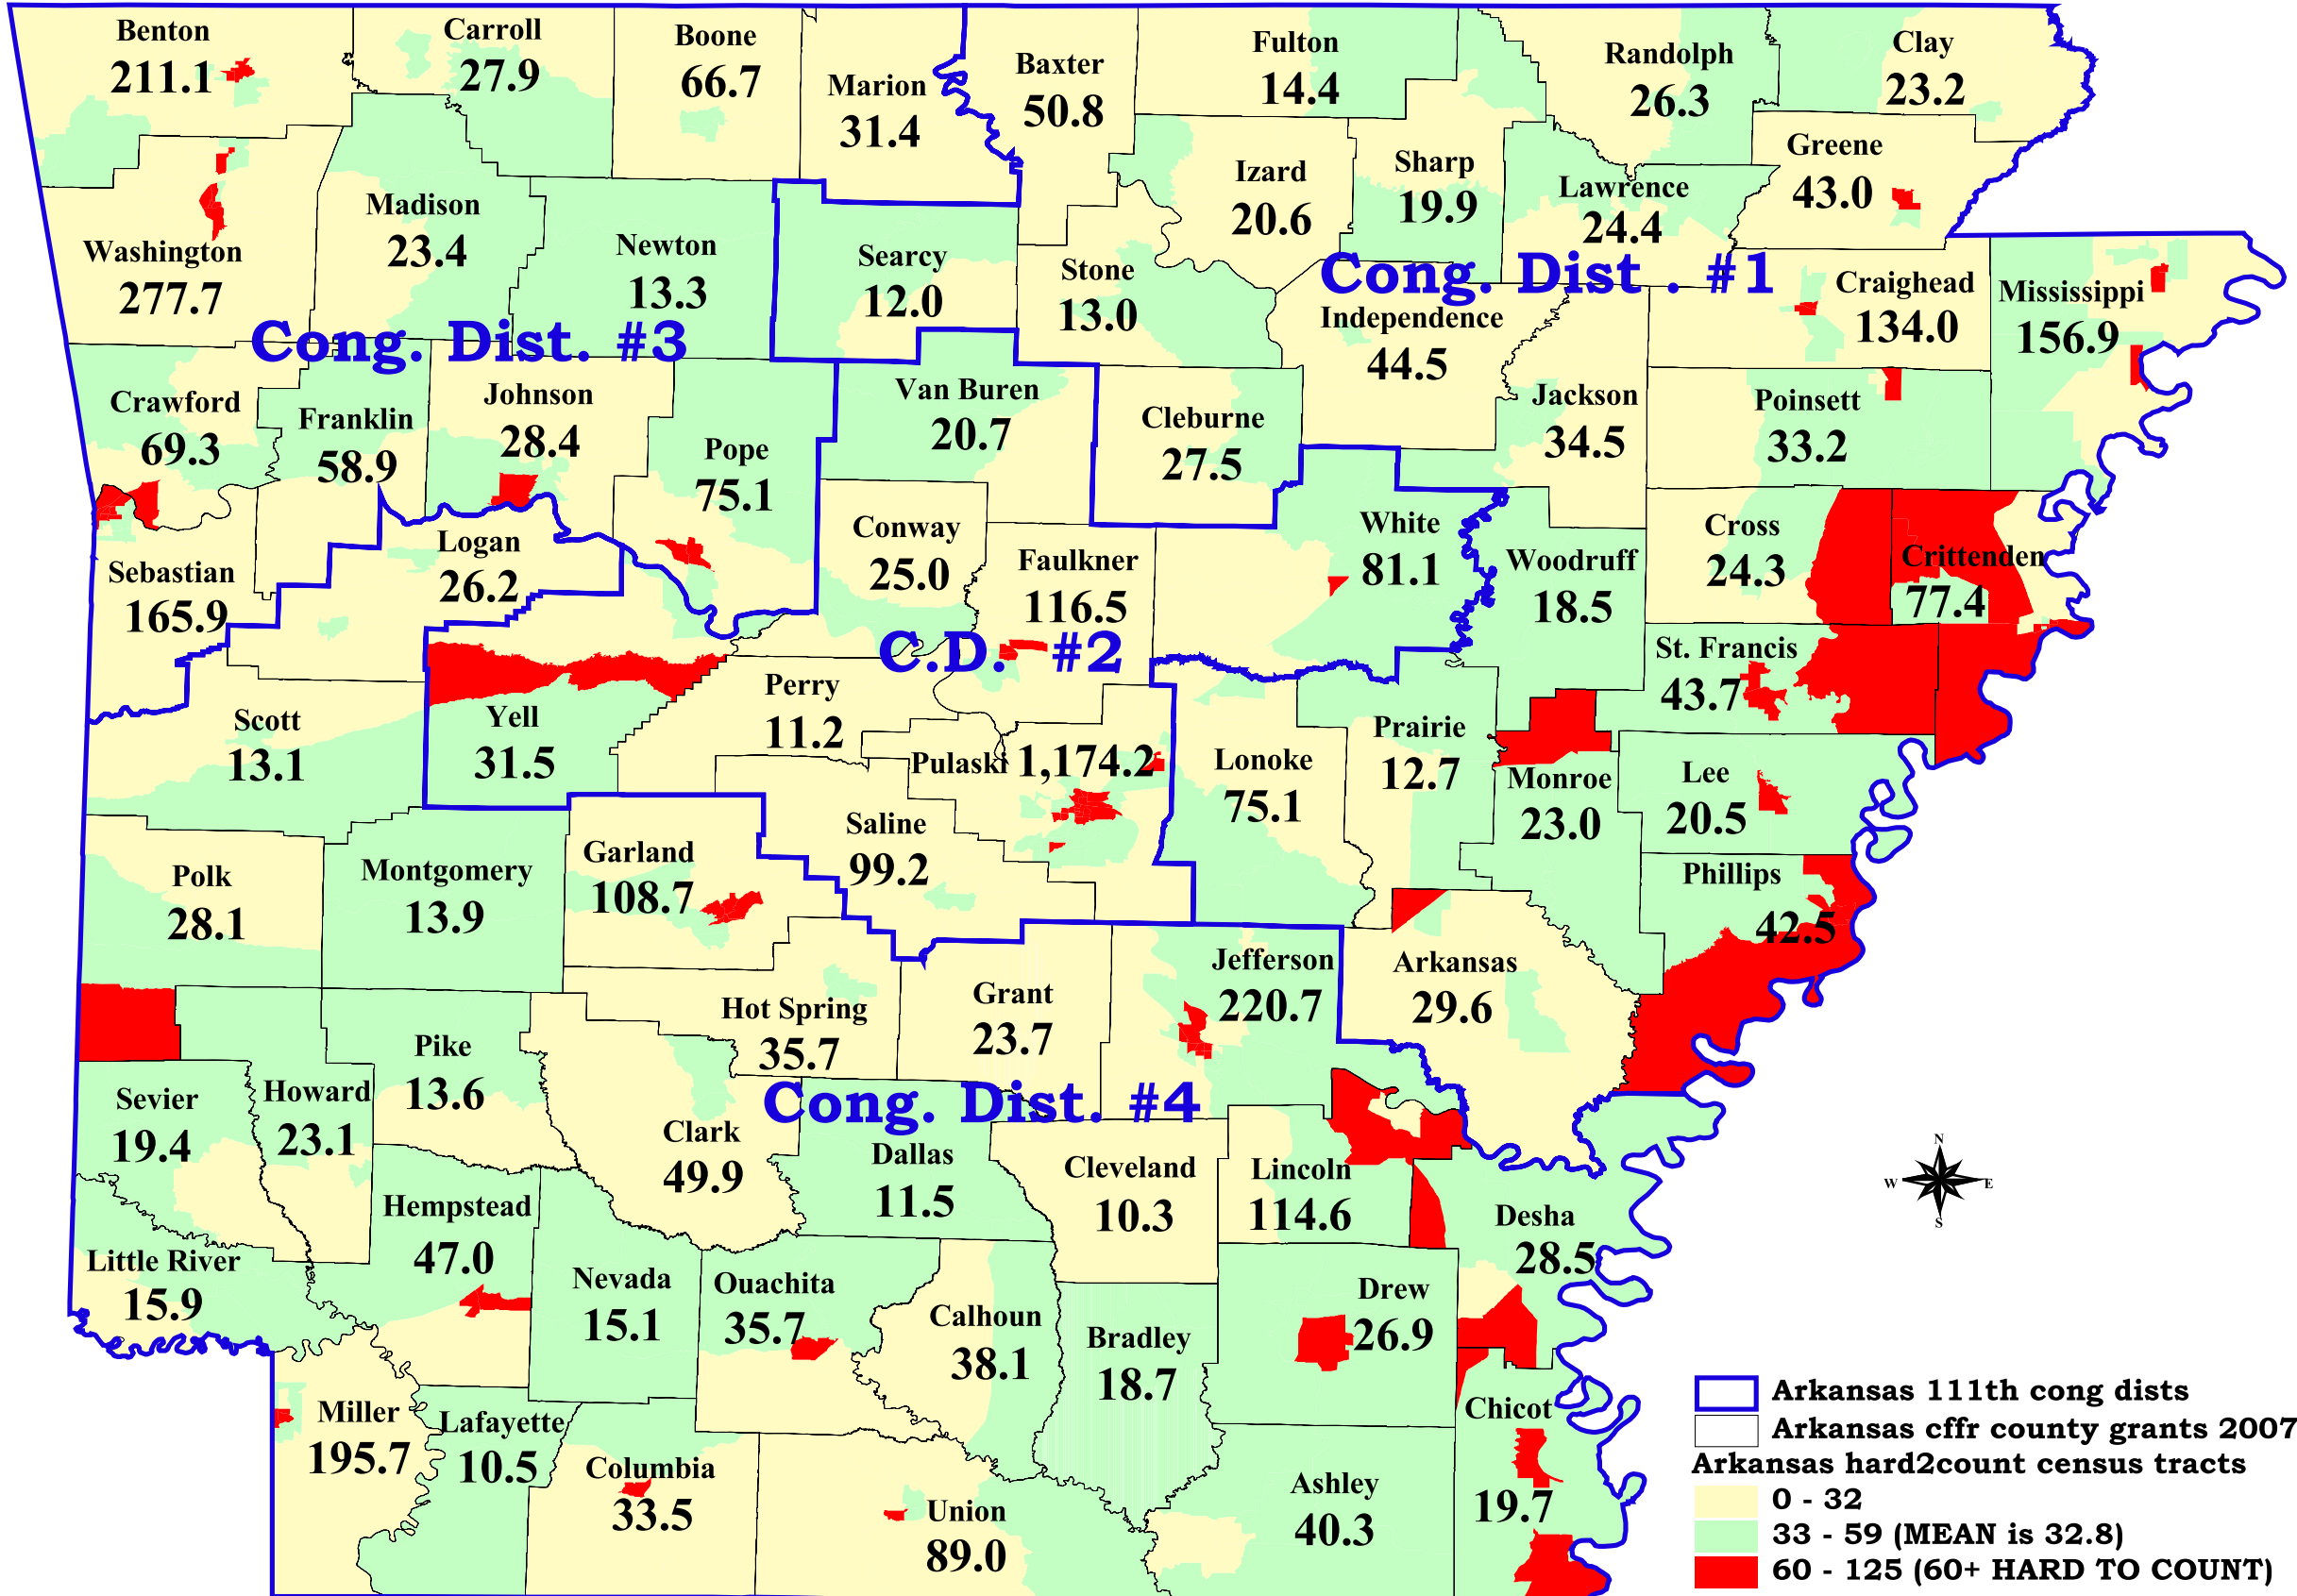 Benton
211.1
Carroll
27.9
Boone
66.7
Marion
31.4
Baxter
50.8
Fulton
14.4
Randolph
26.3
Clay
23.2
Greene
43.0
Izard
20.6
Sharp
19.9
Lawrence
24.4
Washington
277.7
Madison
23.4
Newton
13.3
Searcy
12.0
Stone
13.0
Cong. Dist . #1
Independence
44.5
Craighead
134.0
Mississippi
156.9
Cong. Dist. #3
Crawford
69.3
Franklin
58.9
Johnson
28.4
Pope
75.1
Van Buren
20.7
Cleburne
27.5
Jackson
34.5
Poinsett
33.2
Sebastian
165.9
Logan
26.2
Conway
25.0
Faulkner
116.5
White
81.1
Woodruff
18.5
Cross
24.3
Crittenden
77.4
C.D. #2
St. Francis
43.7
Scott
13.1
Yell
31.5
Perry
11.2
Pulaski 1,174.2
Lonoke
75.1
Prairie
12.7
Monroe
23.0
Lee
20.5
Polk
28.1
Montgomery
13.9
Garland
108.7
Saline
99.2
Phillips
42.5
Hot Spring
35.7
Grant
23.7
Jefferson
220.7
Arkansas
29.6
Sevier
19.4
Howard
23.1
Pike
13.6
Cong. Dist. #4
Clark
49.9
Dallas
11.5
Cleveland
10.3
Lincoln
114.6
Desha
28.5
N
W
E
S
Little River
15.9
Hempstead
47.0
Nevada
15.1
Ouachita
35.7
Calhoun
38.1
Bradley
18.7
Drew
26.9
Miller
195.7
Lafayette
10.5
Columbia
33.5
Union
89.0
Ashley
40.3
Chicot
19.7
Arkansas 111th cong dists
Arkansas cffr county grants 2007
Arkansas hard2count census tracts
0 - 32
33 - 59 (MEAN is 32.8)
60 - 125 (60+ HARD TO COUNT)